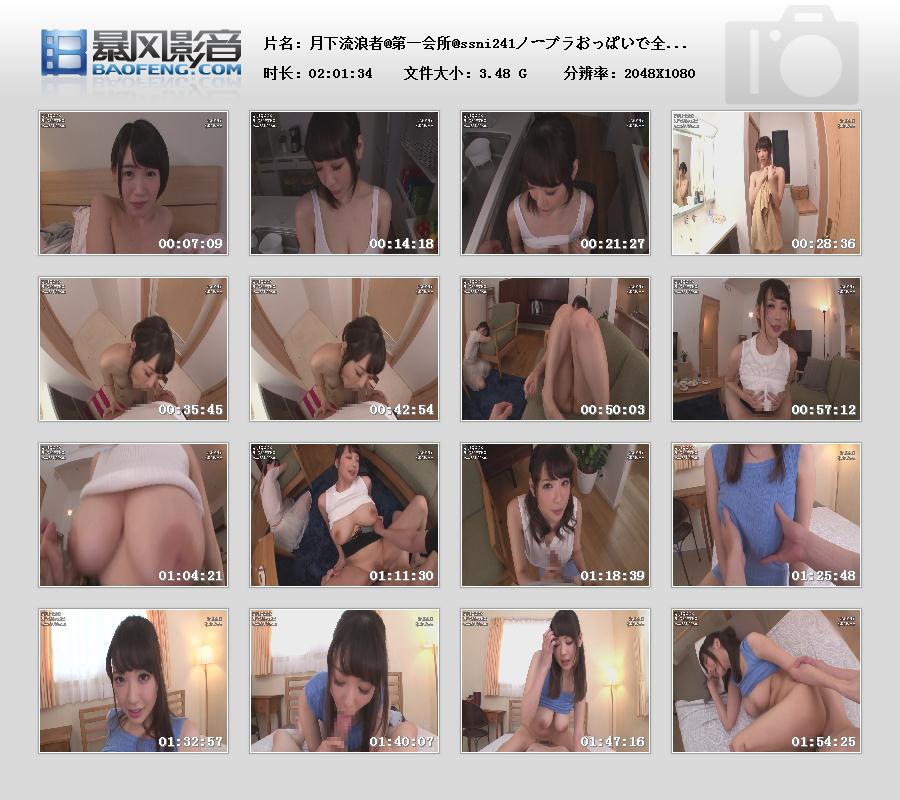 暴风影音
BAOFENG.COM
片名：月下流浪者@第一会所@ssni241ノーブラおっぱいで全...
时长：02:01:34 文件大小：3.48 G 分辨率：2048X1080
00:07:09 00:14:18 00:21:27 00:28:36
00:35:45 00:42:54 00:50:03 00:57:12
01:04:21 01:11:30 01:18:39 01:25:48
01:32:57 01:40:07 01:47:16 01:54:25